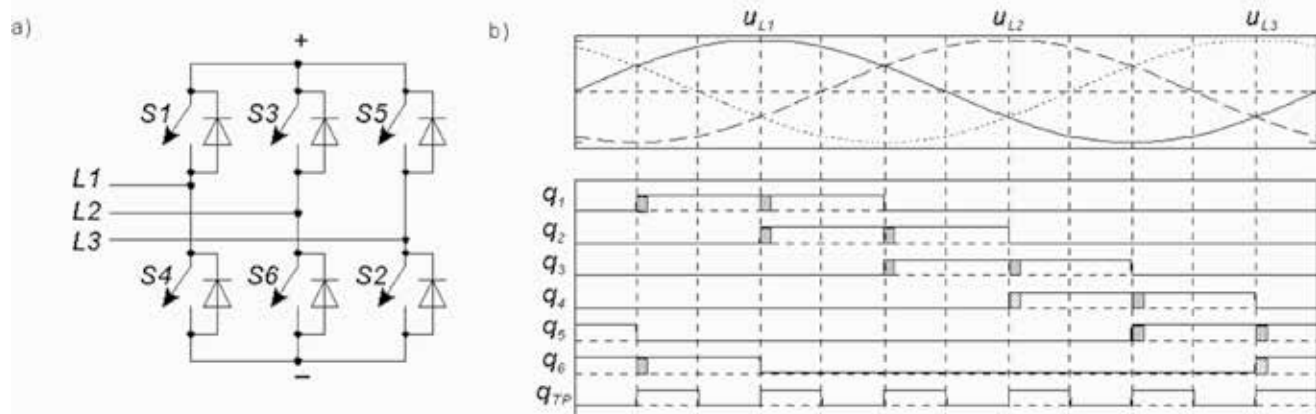 a)
+
S1 S3 S5
L1
L2
L3
S4 S6 S2
−
b)
u_L1 u_L2 u_L3
q_1
q_2
q_3
q_4
q_5
q_6
q_TP